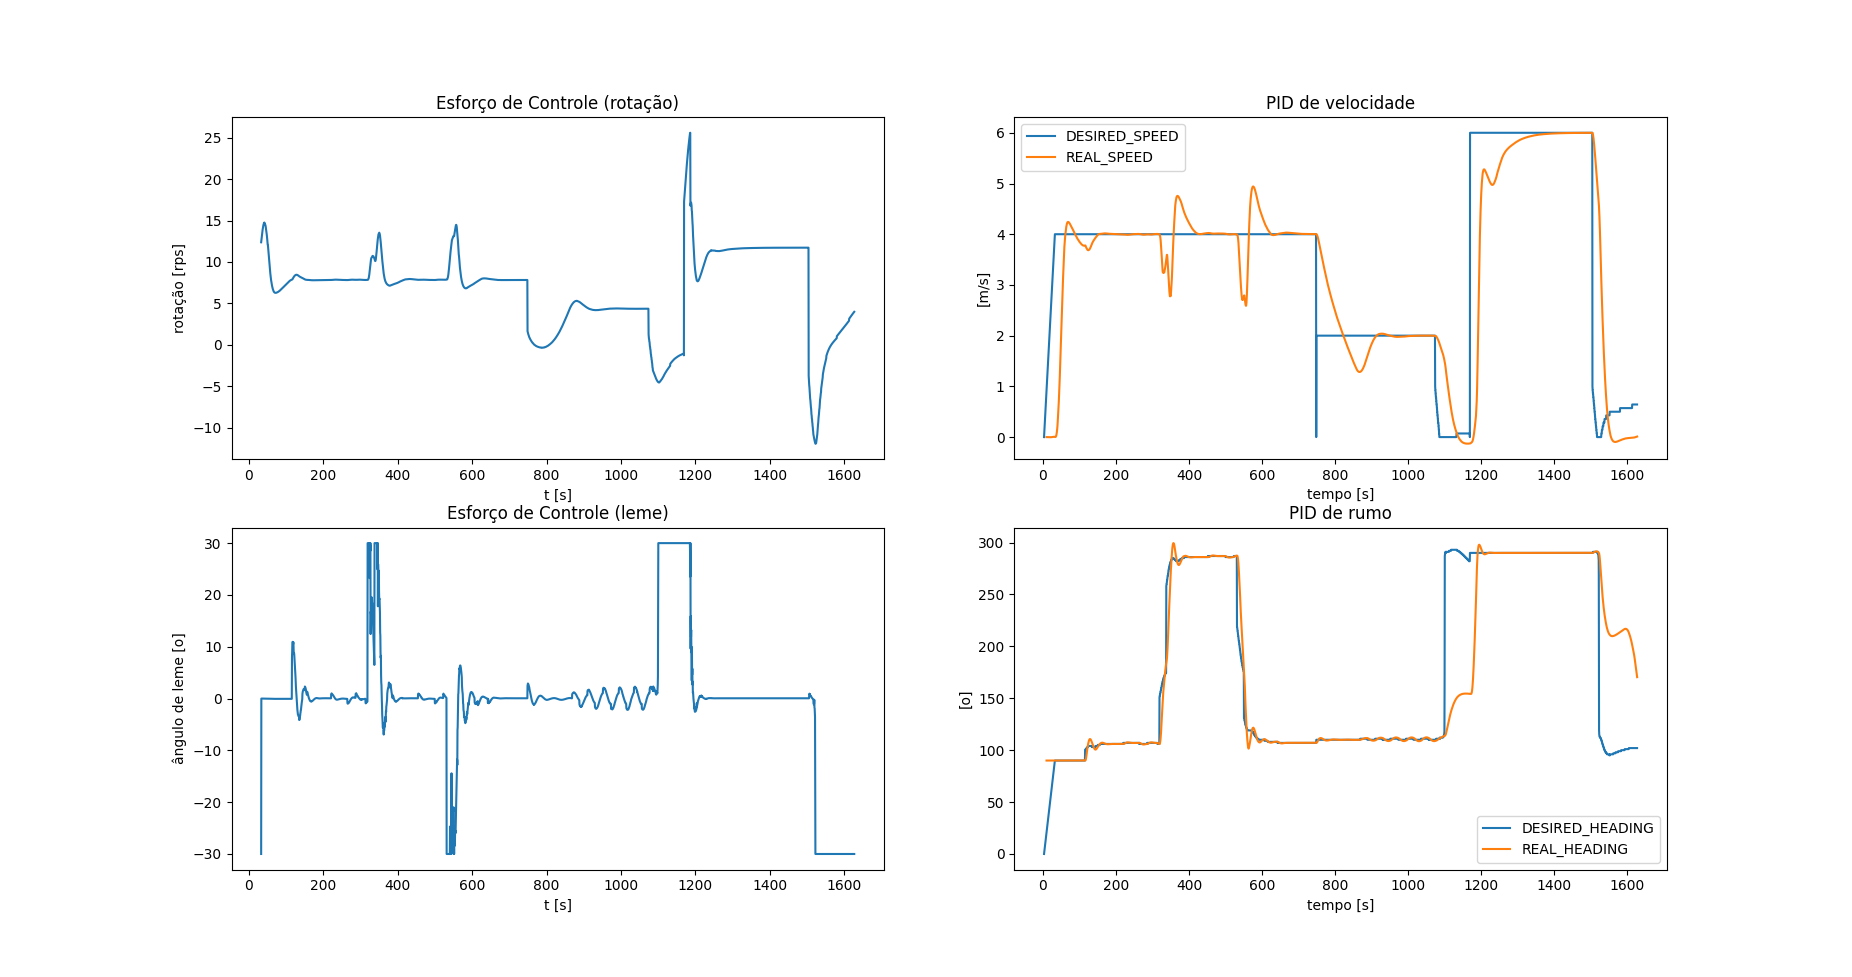 Esforço de Controle (rotação)
25
20
15
10
5
0
−5
−10
rotação [rps]
0 200 400 600 800 1000 1200 1400 1600
t [s]
PID de velocidade
DESIRED_SPEED
REAL_SPEED
6
5
4
3
2
1
0
[m/s]
0 200 400 600 800 1000 1200 1400 1600
tempo [s]
Esforço de Controle (leme)
30
20
10
0
−10
−20
−30
ângulo de leme [o]
0 200 400 600 800 1000 1200 1400 1600
t [s]
PID de rumo
300
250
200
150
100
50
0
[o]
DESIRED_HEADING
REAL_HEADING
0 200 400 600 800 1000 1200 1400 1600
tempo [s]